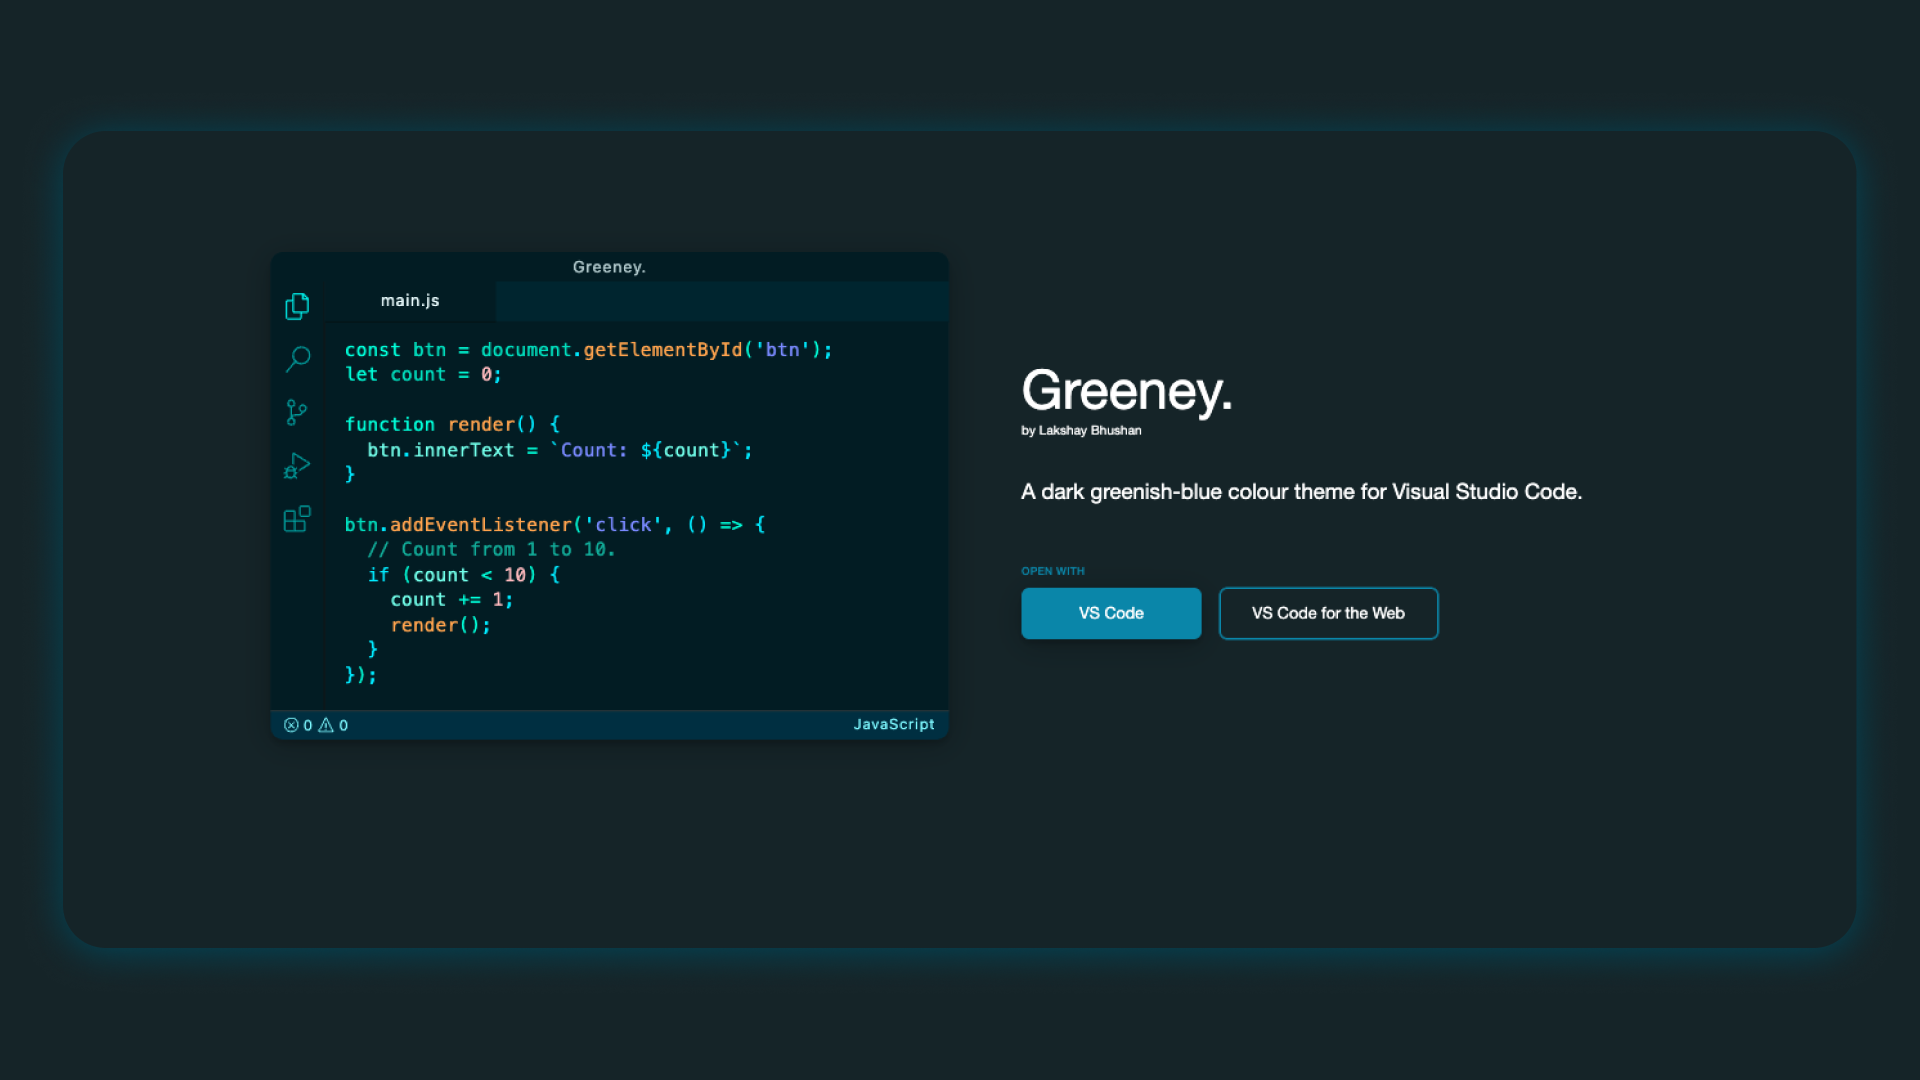 Greeney.
main.js
const btn = document.getElementById('btn');
let count = 0;
function render() {
  btn.innerText = `Count: ${count}`;
}
btn.addEventListener('click', () => {
  // Count from 1 to 10.
  if (count < 10) {
    count += 1;
    render();
  }
});
0 0
JavaScript
Greeney.
by Lakshay Bhushan
A dark greenish-blue colour theme for Visual Studio Code.
OPEN WITH
VS Code
VS Code for the Web